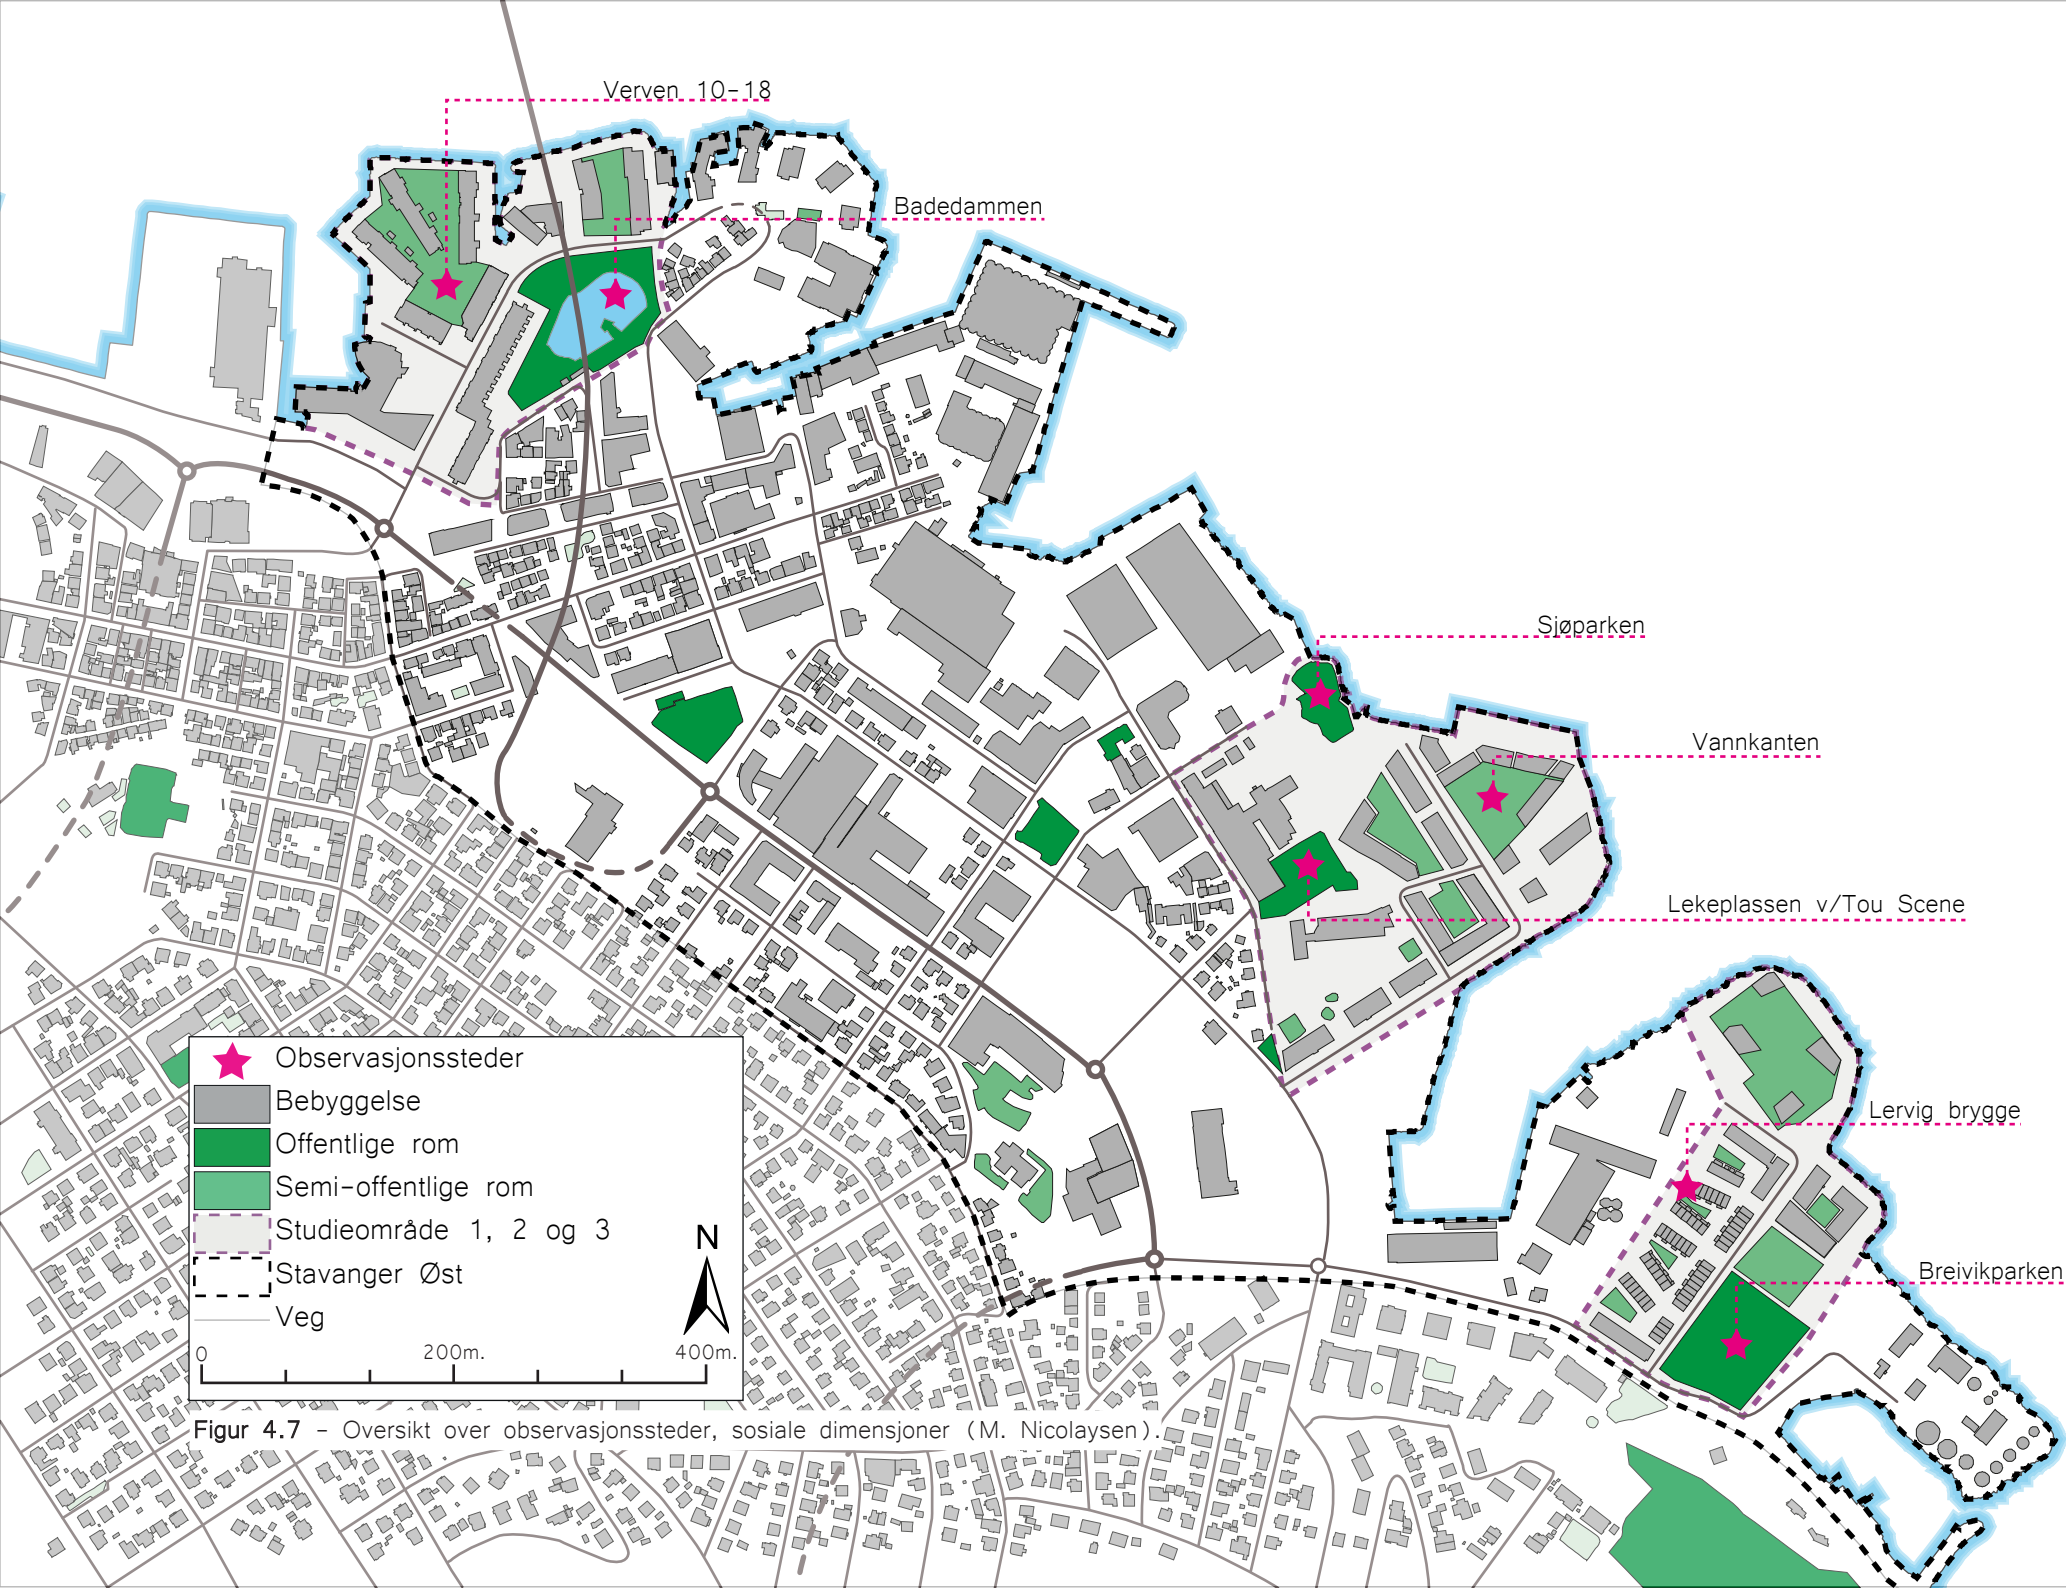 Verven 10-18
Badedammen
Sjøparken
Vannkanten
Lekeplassen v/Tou Scene
Lervig brygge
Breivikparken
Observasjonssteder
Bebyggelse
Offentlige rom
Semi-offentlige rom
Studieområde 1, 2 og 3
Stavanger Øst
Veg
N
0 200m. 400m.
Figur 4.7 - Oversikt over observasjonssteder, sosiale dimensjoner (M. Nicolaysen).